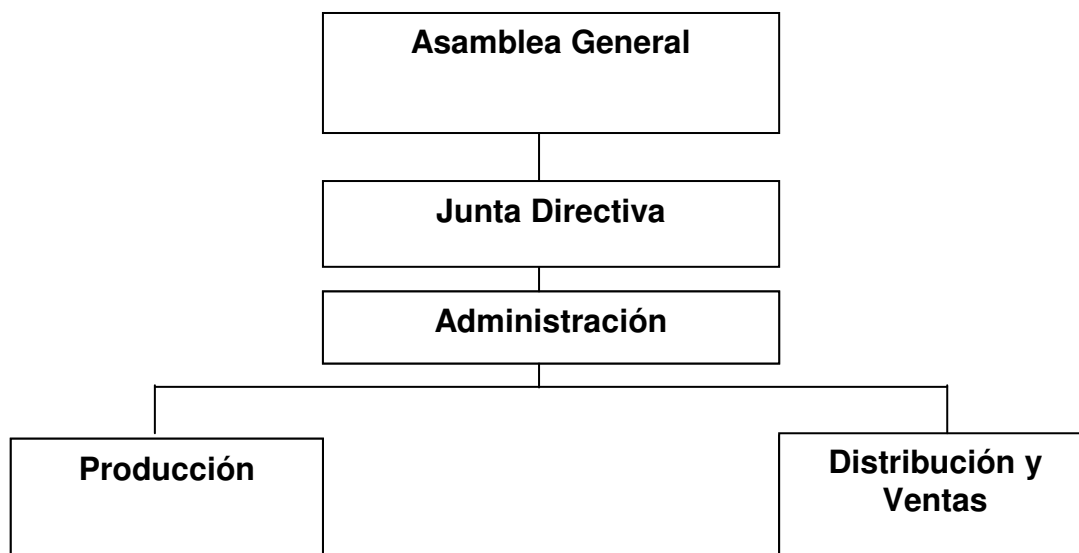 Asamblea General
Junta Directiva
Administración
Producción
Distribución y
Ventas